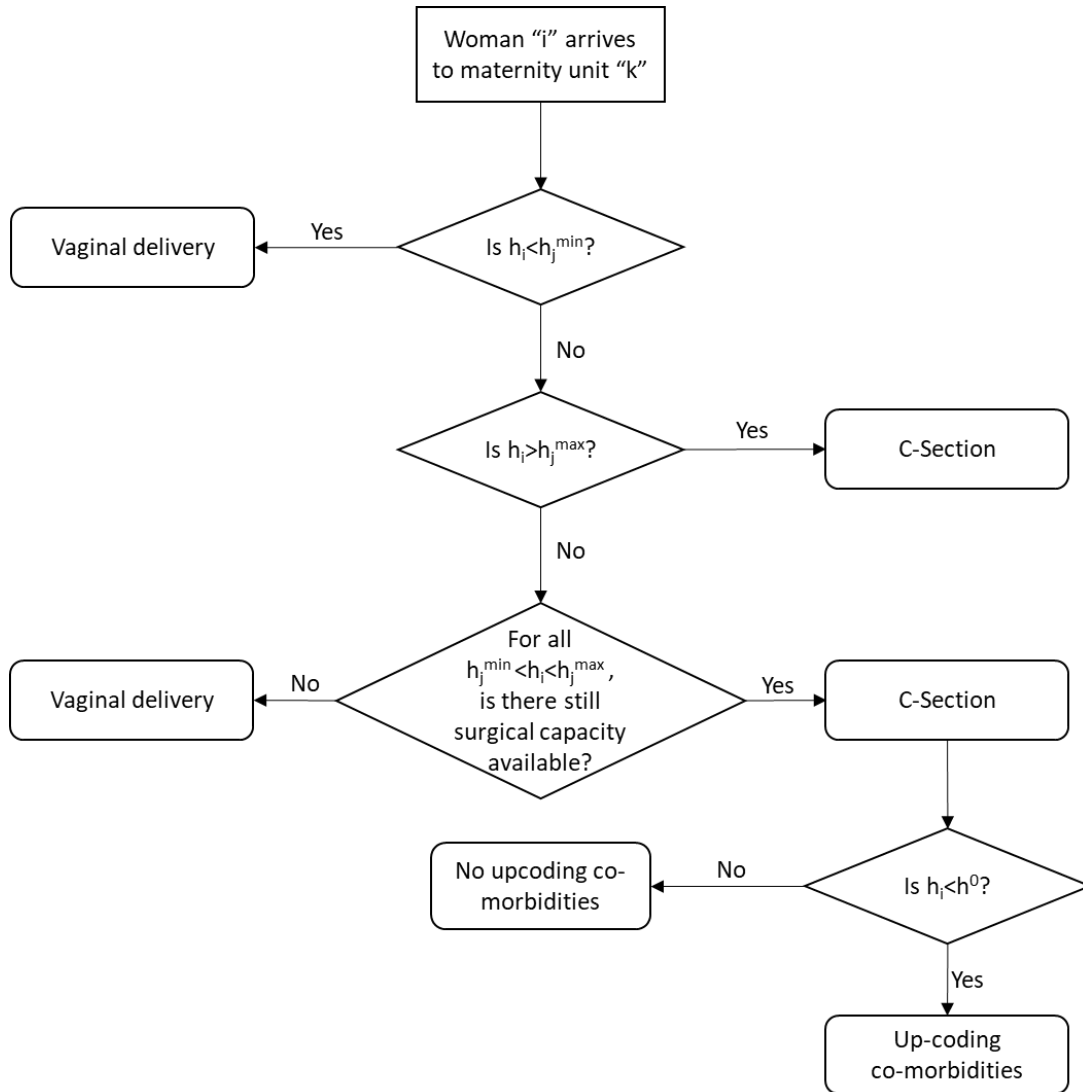 Woman “i” arrives
to maternity unit “k”
Yes
Vaginal delivery
Is hᵢ<hⱼᵐⁱⁿ?
No
Is hᵢ>hⱼᵐᵃˣ?
Yes
C-Section
No
For all
hⱼᵐⁱⁿ <hᵢ<hⱼᵐᵃˣ ,
is there still
surgical capacity
available?
No
Vaginal delivery
Yes
C-Section
Is hᵢ<h⁰?
No
No upcoding co-
morbidities
Yes
Up-coding
co-morbidities